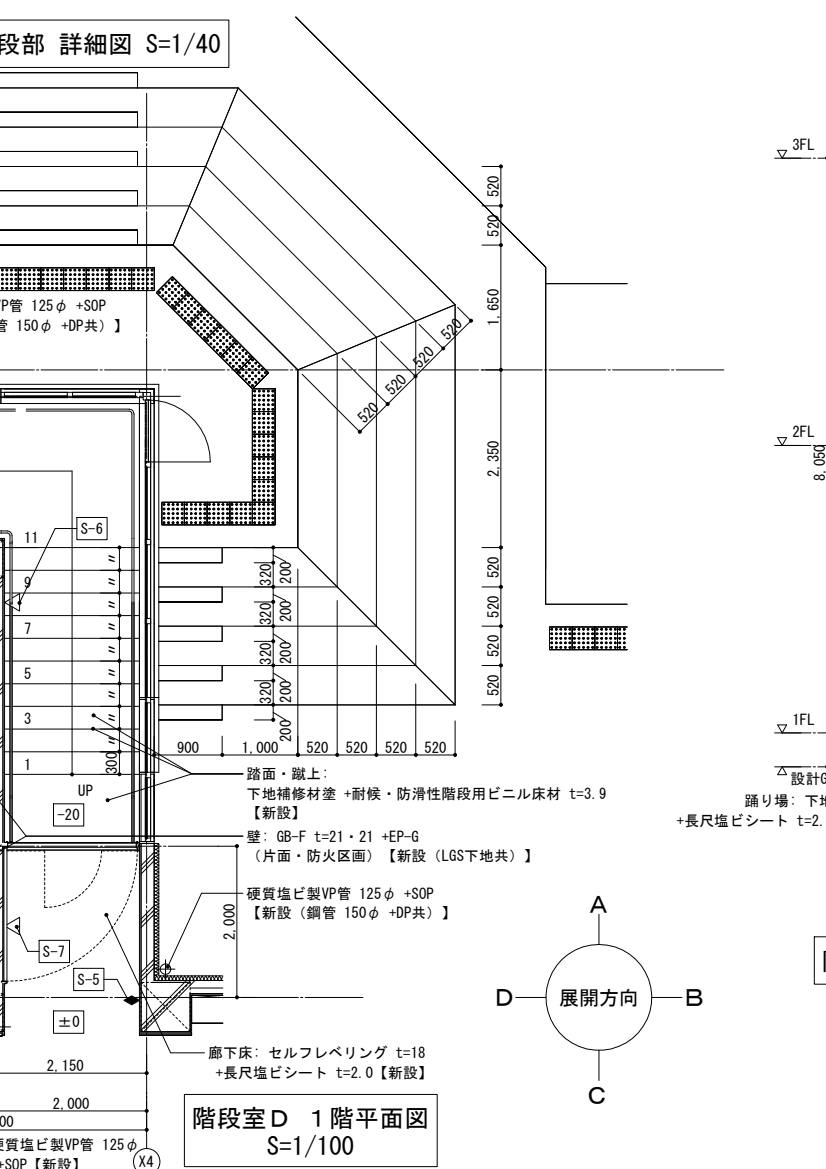 段部 詳細図 S=1/40
3FL
520
520
1,650
VP管 125φ +SOP
管 150φ +DP共）】
520
520
520
520
2FL
8,050
2,350
S-6
11
9
7
5
3
1
〃
〃
〃
〃
〃
〃
〃
〃
〃
300
UP
-20
320
200
320
200
320
200
320
200
200
520
520
520
520
900
1,000
520
520
520
520
1FL
設計G
踊り場: 下地
+長尺塩ビシート t=2.
踏面・蹴上:
下地補修材塗 +耐候・防滑性階段用ビニル床材 t=3.9
【新設】
壁: GB-F t=21・21 +EP-G
（片面・防火区画）【新設（LGS下地共）】
硬質塩ビ製VP管 125φ +SOP
【新設（鋼管 150φ +DP共）】
2,000
S-7
S-5
±0
A
D
展開方向
B
C
廊下床: セルフレベリング t=18
+長尺塩ビシート t=2.0【新設】
2,150
2,000
00
硬質塩ビ製VP管 125φ
+SOP【新設】
X4
階段室D 1階平面図
S=1/100